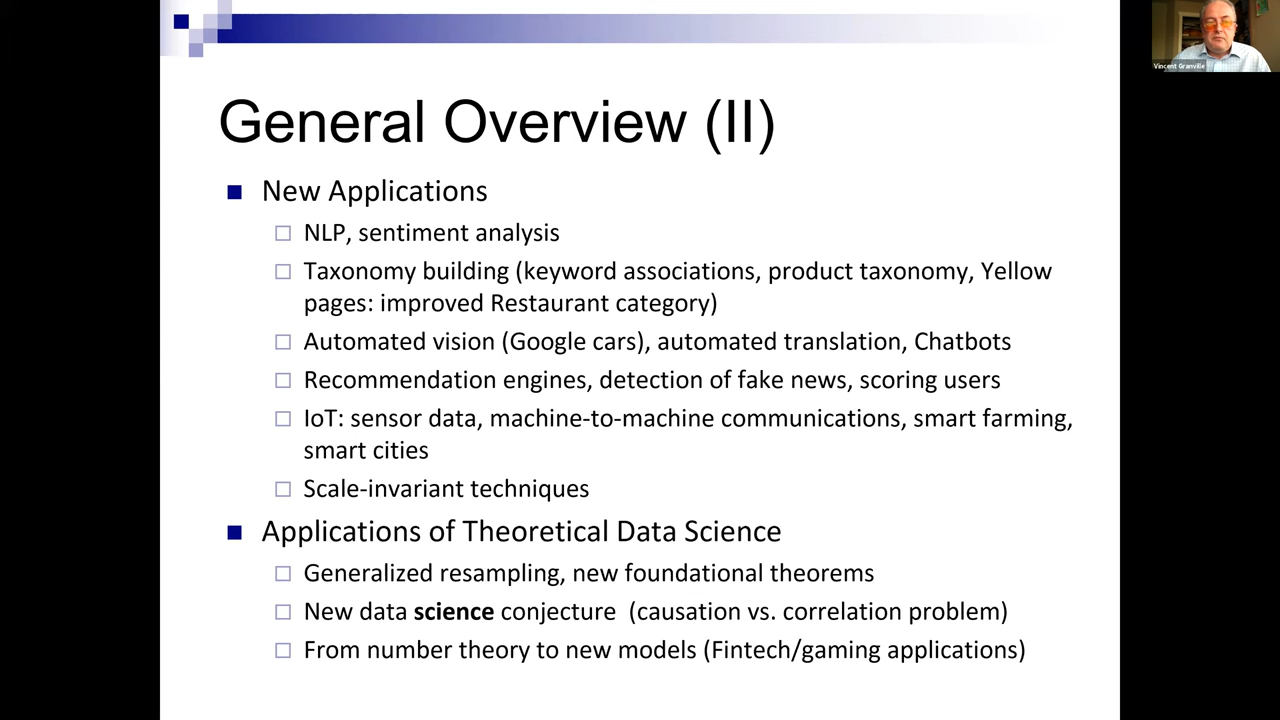 General Overview (II)
New Applications
NLP, sentiment analysis
Taxonomy building (keyword associations, product taxonomy, Yellow
pages: improved Restaurant category)
Automated vision (Google cars), automated translation, Chatbots
Recommendation engines, detection of fake news, scoring users
IoT: sensor data, machine-to-machine communications, smart farming,
smart cities
Scale-invariant techniques
Applications of Theoretical Data Science
Generalized resampling, new foundational theorems
New data science conjecture (causation vs. correlation problem)
From number theory to new models (Fintech/gaming applications)
Vincent Granville